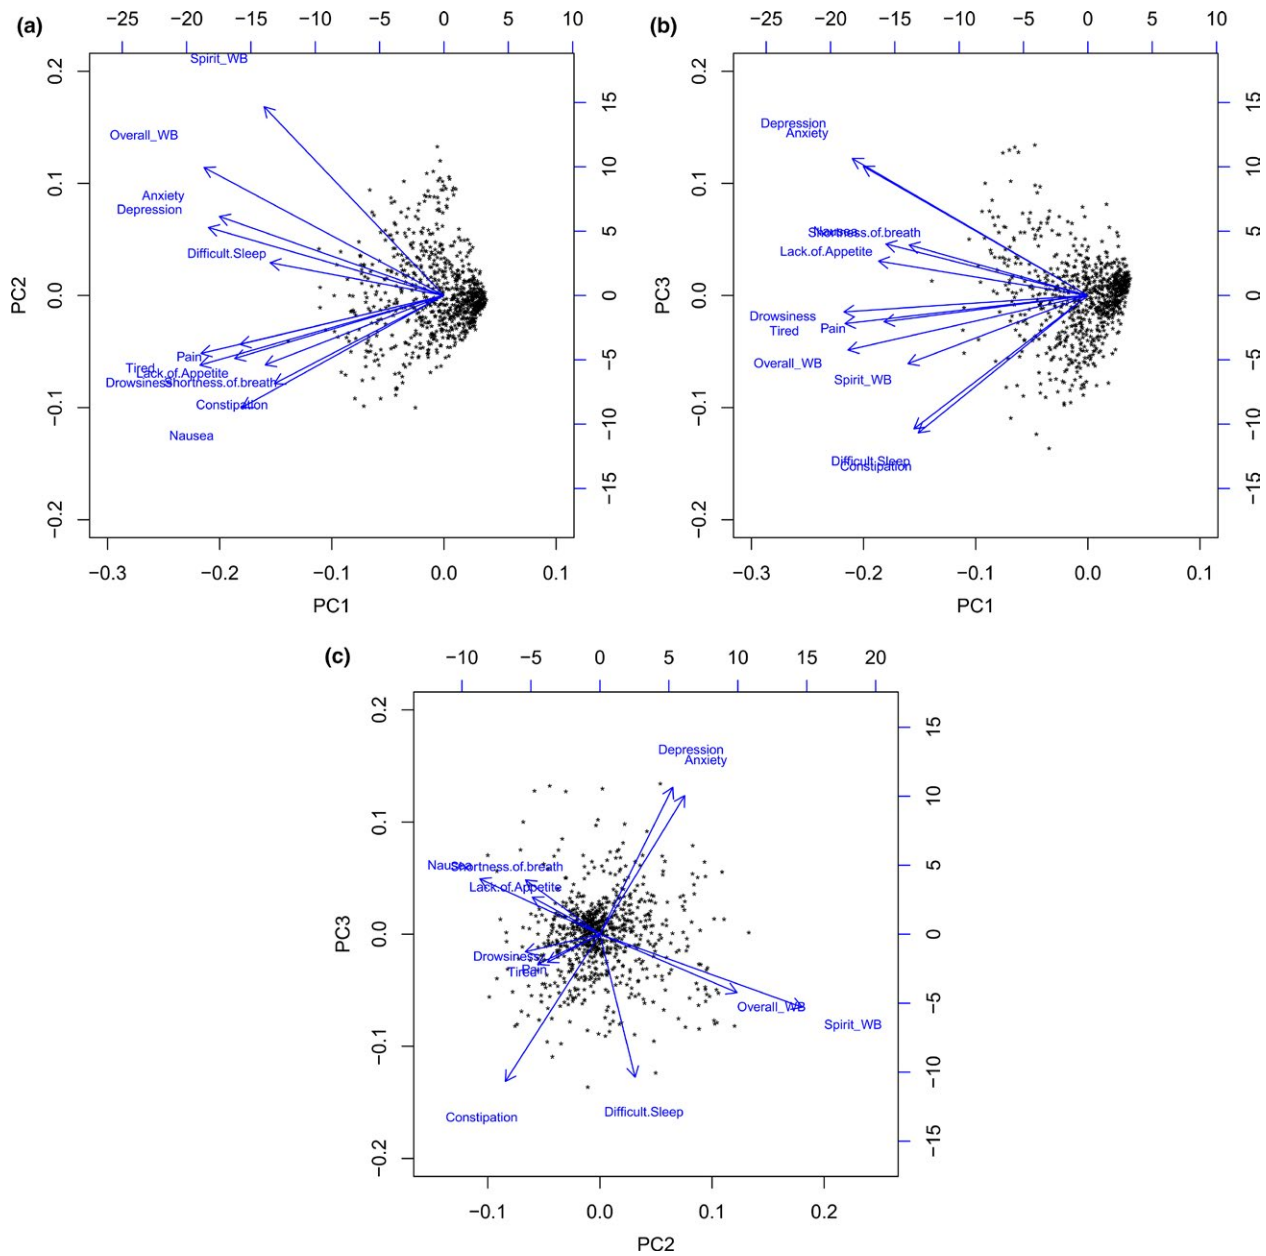 (a)
−25 −20 −15 −10 −5 0 5 10
Spirit_WB
Overall_WB
Anxiety
Depression
Difficult.Sleep
Pain
Tired
Lack.of.Appetite
Drowsiness
Shortness.of.breath
Constipation
Nausea
0.2
0.1
0.0
−0.1
−0.2
PC2
15
10
5
0
−5
−10
−15
−0.3 −0.2 −0.1 0.0 0.1
PC1
(b)
−25 −20 −15 −10 −5 0 5 10
Depression
Anxiety
Nausea
Shortness.of.breath
Lack.of.Appetite
Drowsiness
Pain
Tired
Overall_WB
Spirit_WB
Difficult.Sleep
Constipation
0.2
0.1
0.0
−0.1
−0.2
PC3
15
10
5
0
−5
−10
−15
−0.3 −0.2 −0.1 0.0 0.1
PC1
(c)
−10 −5 0 5 10 15 20
Depression
Anxiety
Nausea
Shortness.of.breath
Lack.of.Appetite
Drowsiness
Pain
Tired
Overall_WB
Spirit_WB
Constipation
Difficult.Sleep
0.2
0.1
0.0
−0.1
−0.2
PC3
15
10
5
0
−5
−10
−15
−0.1 0.0 0.1 0.2
PC2